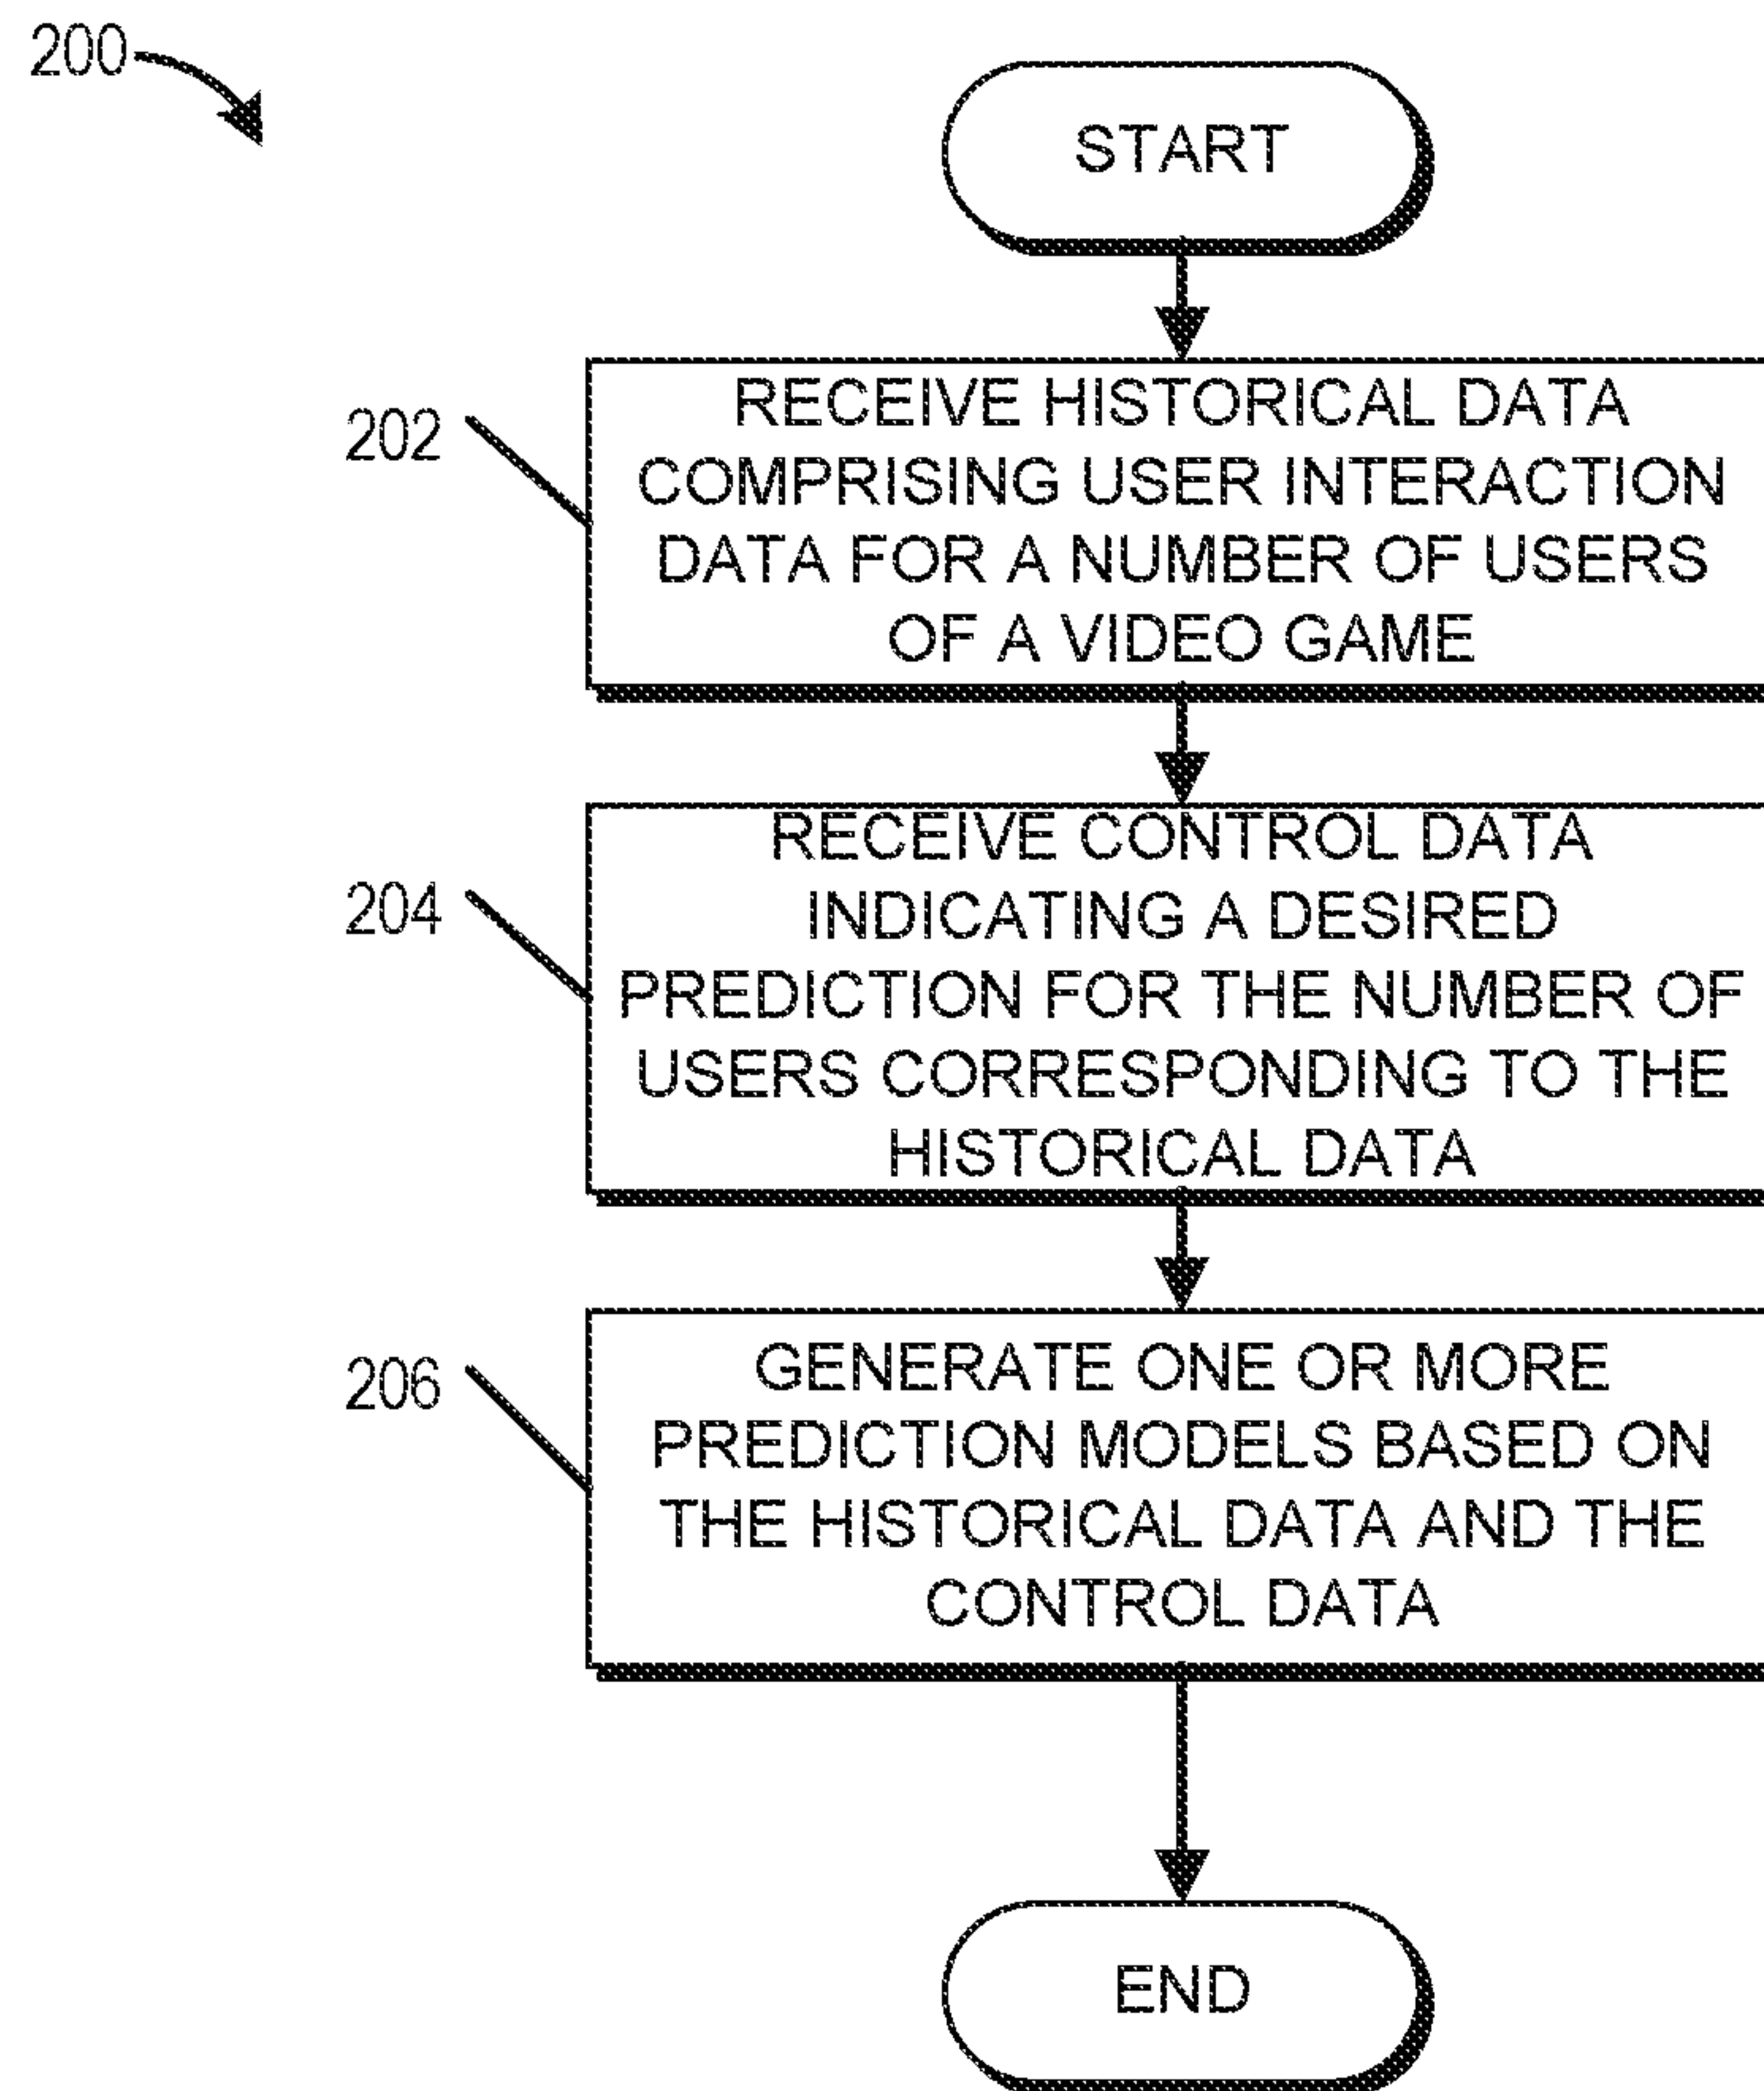 200
START
202
RECEIVE HISTORICAL DATA
COMPRISING USER INTERACTION
DATA FOR A NUMBER OF USERS
OF A VIDEO GAME
204
RECEIVE CONTROL DATA
INDICATING A DESIRED
PREDICTION FOR THE NUMBER OF
USERS CORRESPONDING TO THE
HISTORICAL DATA
206
GENERATE ONE OR MORE
PREDICTION MODELS BASED ON
THE HISTORICAL DATA AND THE
CONTROL DATA
END